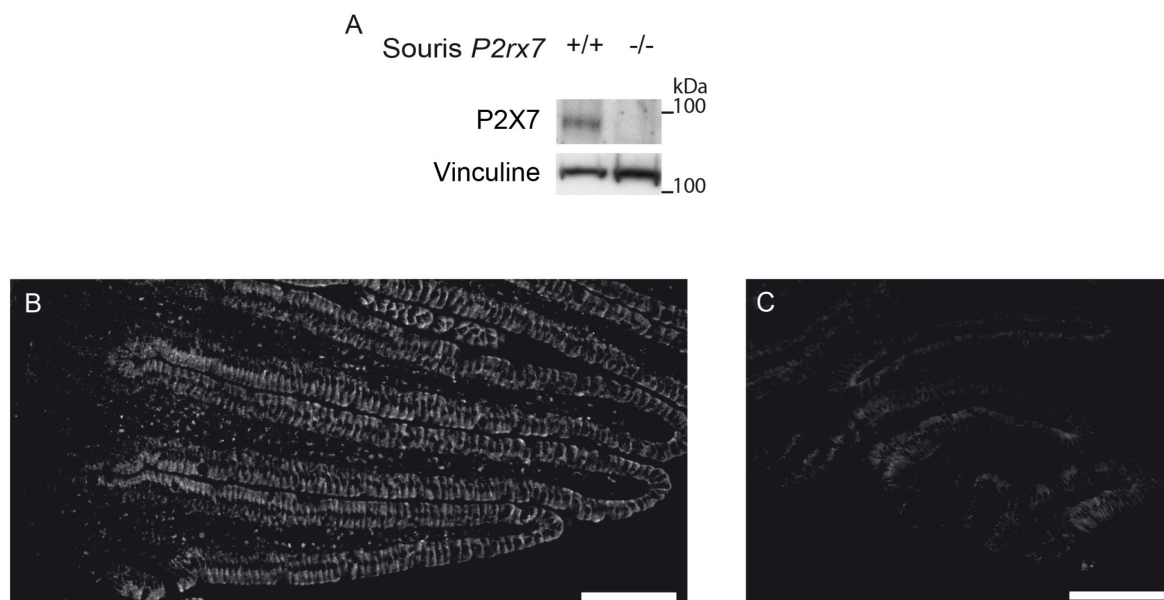 A
Souris P2rx7 +/+ -/-
kDa
P2X7 100
Vinculine
100
B
C